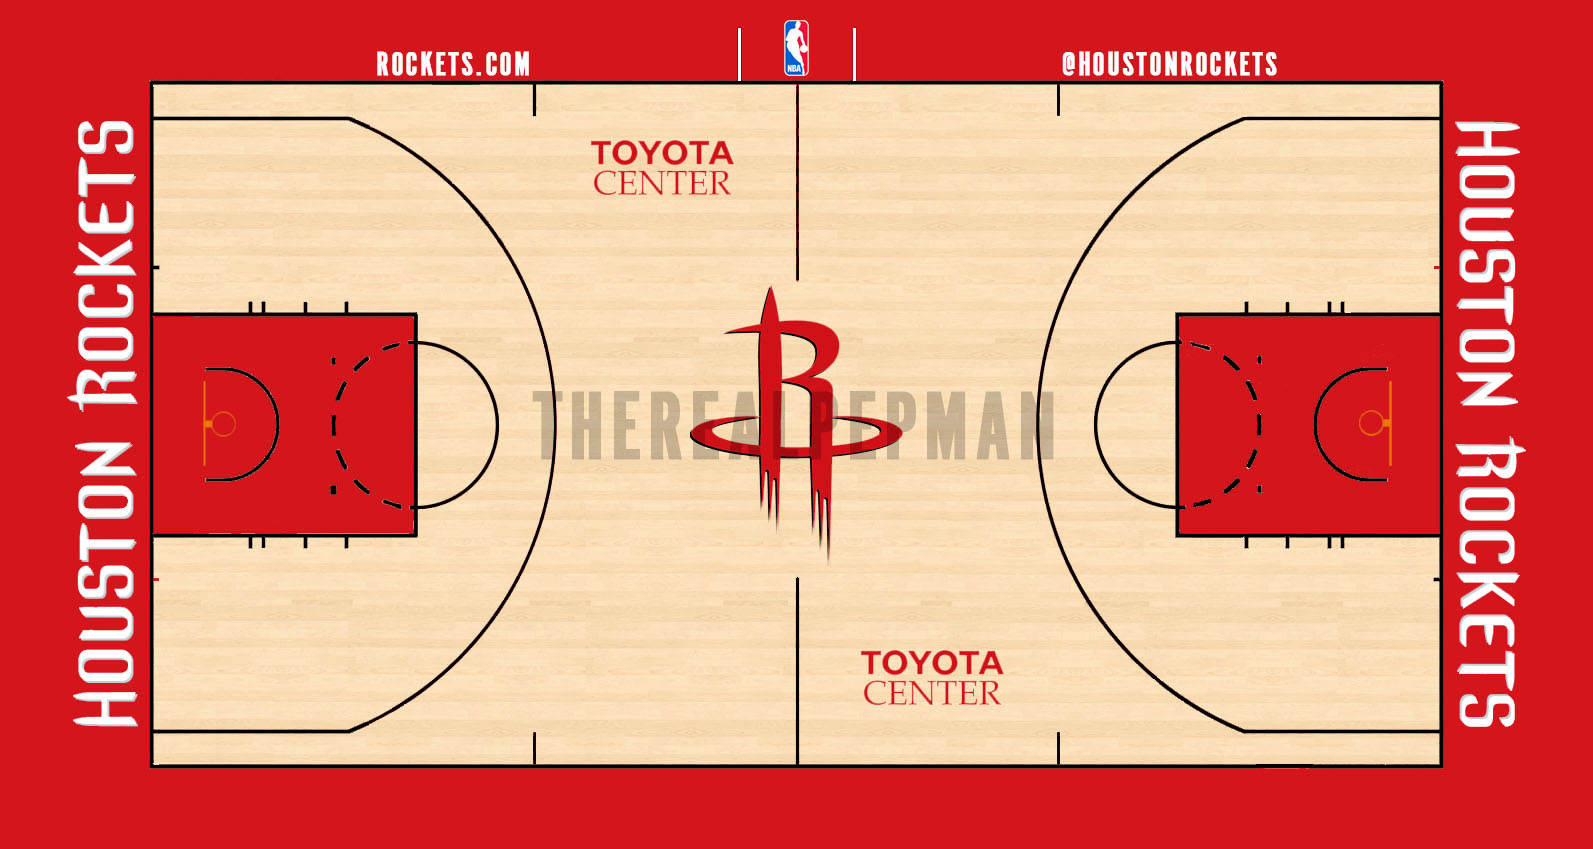 NBA
ROCKETS.COM
@HOUSTONROCKETS
HOUSTON ROCKETS
HOUSTON ROCKETS
TOYOTA
CENTER
R
THEREALPEPMAN
TOYOTA
CENTER